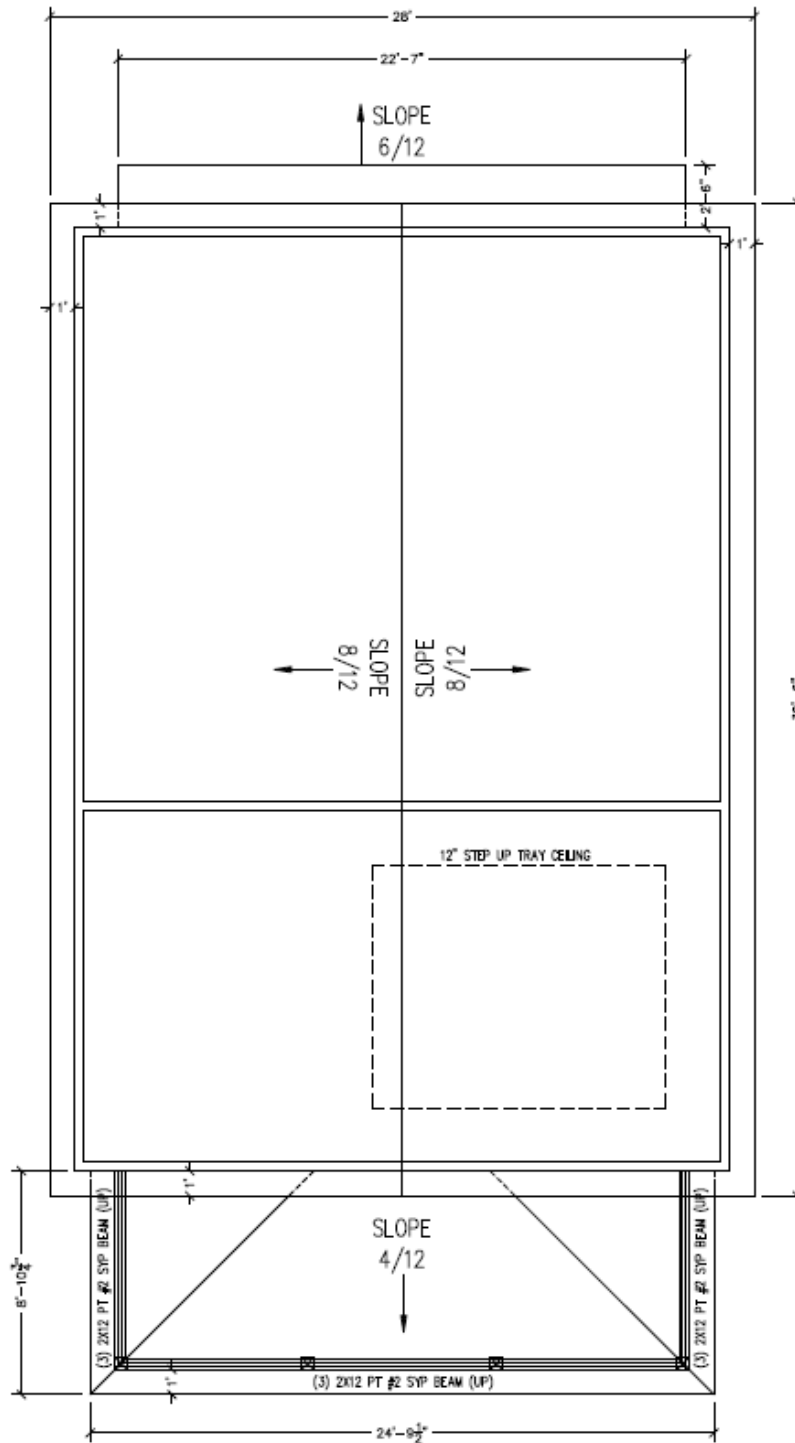 28'
22'-7"
SLOPE
6/12
2'-6"
1'
1'
1'
SLOPE
8/12
SLOPE
8/12
12" STEP UP TRAY CEILING
1'
(3) 2X12 PT #2 SYP BEAM (UP)
(3) 2X12 PT #2 SYP BEAM (UP)
8'-10¾"
SLOPE
4/12
1'
(3) 2X12 PT #2 SYP BEAM (UP)
24'-9½"